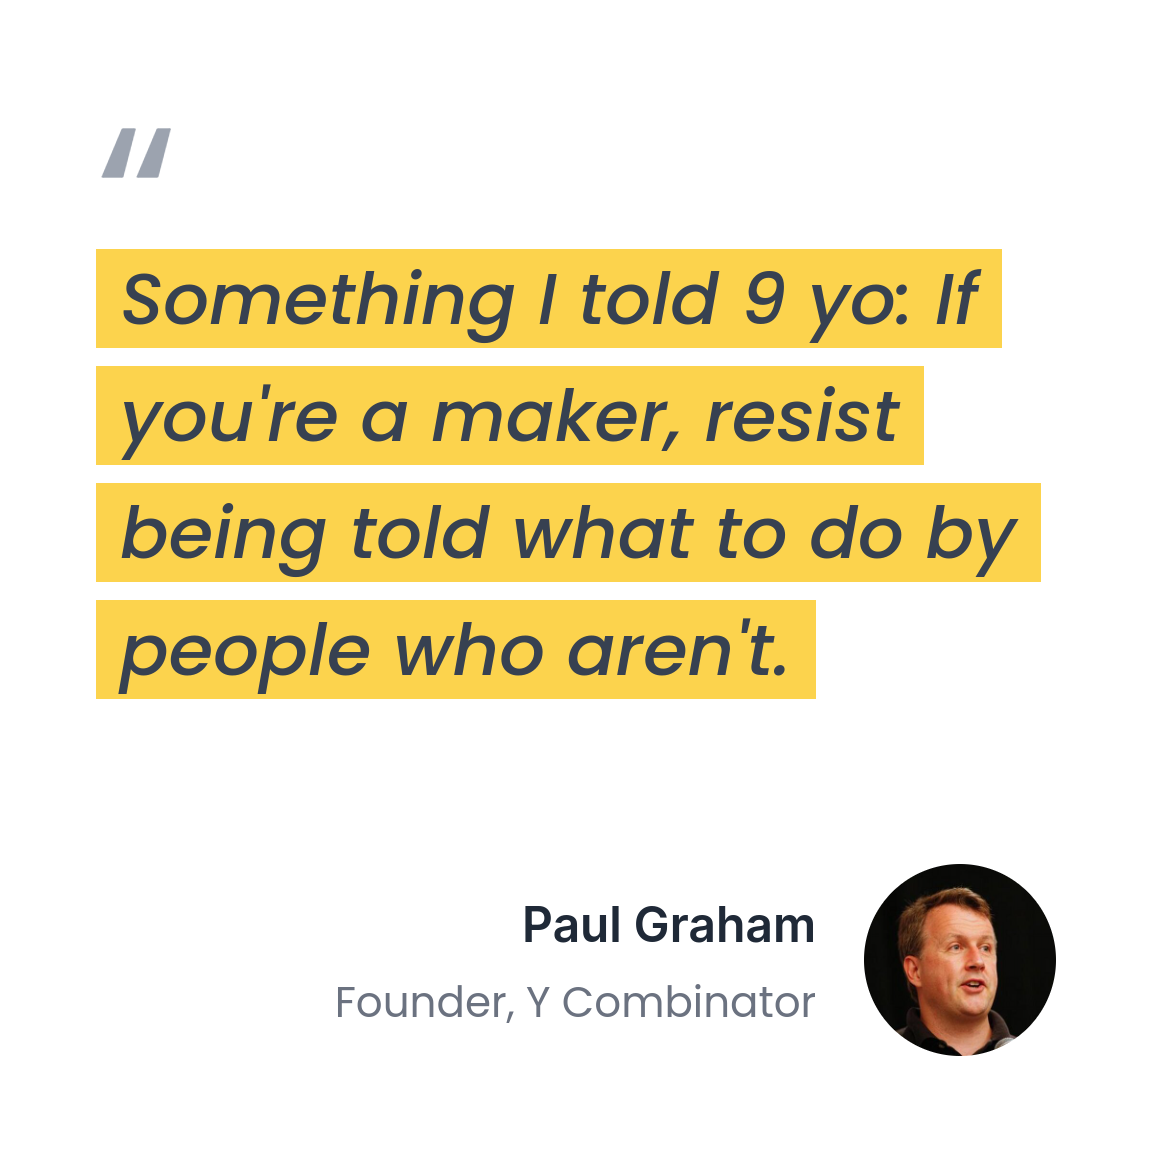 “
Something I told 9 yo: If
you're a maker, resist
being told what to do by
people who aren't.
Paul Graham
Founder, Y Combinator